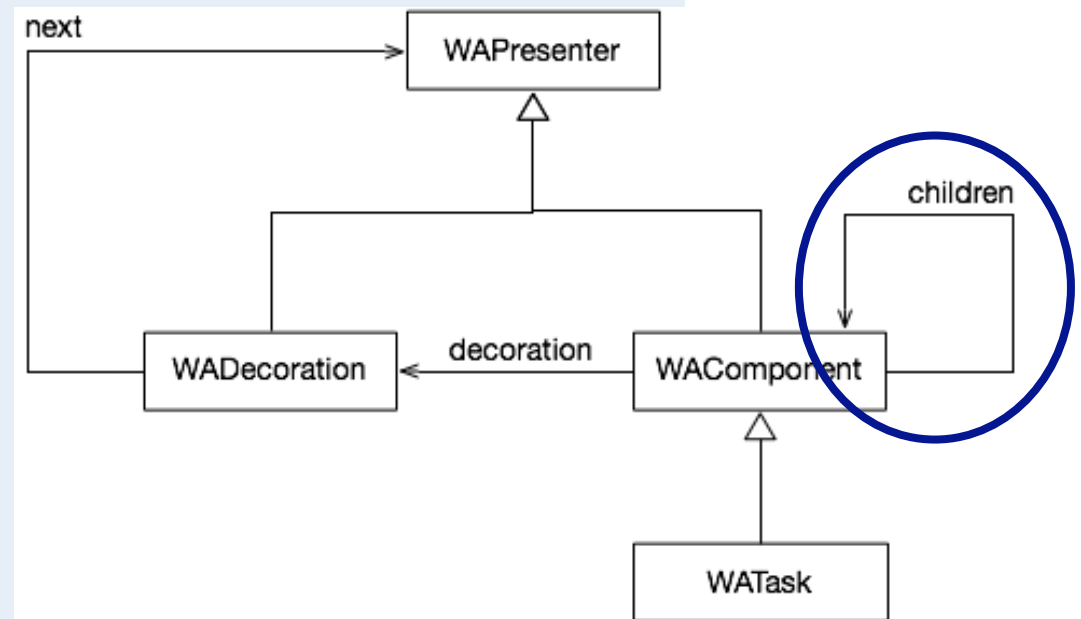 next
WAPresenter
children
decoration
WADecoration
WAComponent
WATask